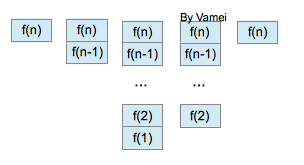 By Vamei
f(n) f(n) f(n) f(n) f(n)
f(n-1) f(n-1) f(n-1)
... ...
f(2) f(2)
f(1)